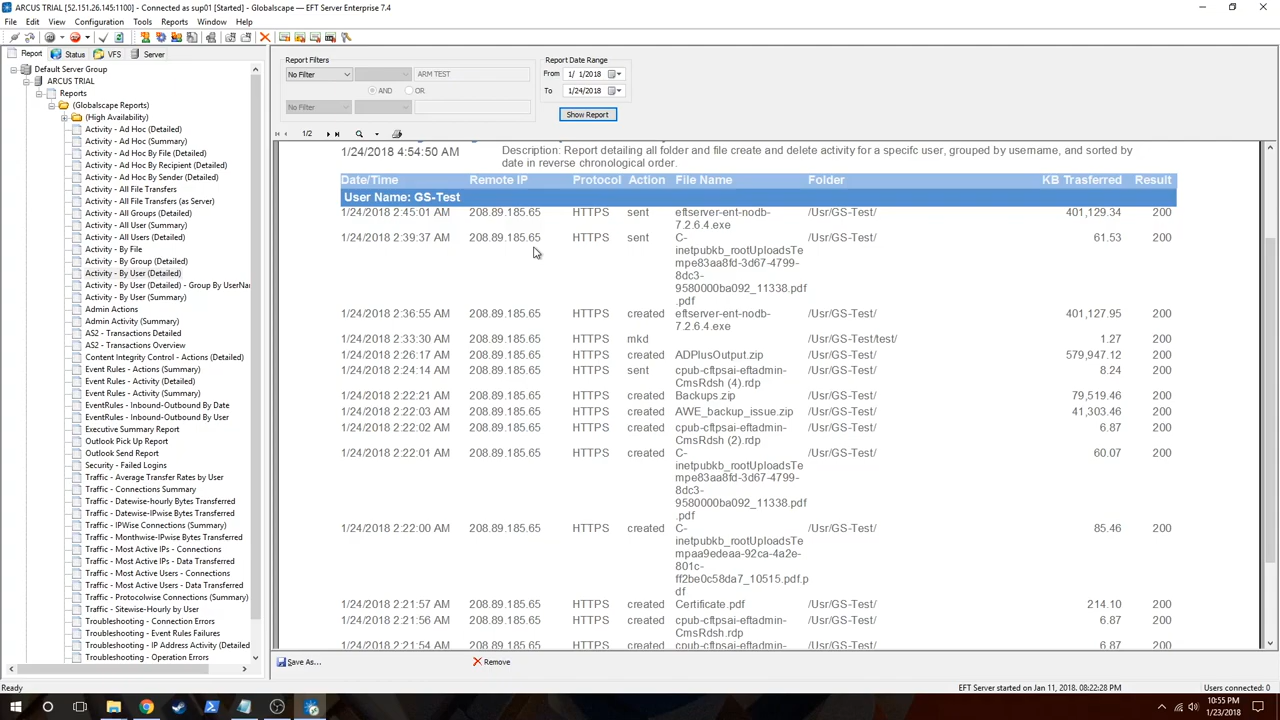 ARCUS TRIAL [52.151.26.145:1100] - Connected as sup01 [Started] - Globalscape — EFT Server Enterprise 7.4
File Edit View Configuration Tools Reports Window Help
Report Status VFS Server
Default Server Group
ARCUS TRIAL
Reports
(Globalscape Reports)
(High Availability)
Activity - Ad Hoc (Detailed)
Activity - Ad Hoc (Summary)
Activity - Ad Hoc By File (Detailed)
Activity - Ad Hoc By Recipient (Detailed)
Activity - Ad Hoc By Sender (Detailed)
Activity - All File Transfers
Activity - All File Transfers (as Server)
Activity - All Groups (Detailed)
Activity - All User (Summary)
Activity - All Users (Detailed)
Activity - By File
Activity - By Group (Detailed)
Activity - By User (Detailed)
Activity - By User (Detailed) - Group By UserNar
Activity - By User (Summary)
Admin Actions
Admin Activity (Summary)
AS2 - Transactions Detailed
AS2 - Transactions Overview
Content Integrity Control - Actions (Detailed)
Event Rules - Actions (Summary)
Event Rules - Activity (Detailed)
Event Rules - Activity (Summary)
EventRules - Inbound-Outbound By Date
EventRules - Inbound-Outbound By User
Executive Summary Report
Outlook Pick Up Report
Outlook Send Report
Security - Failed Logins
Traffic - Average Transfer Rates by User
Traffic - Connections Summary
Traffic - Datewise-hourly Bytes Transferred
Traffic - Datewise-IPwise Bytes Transferred
Traffic - IPWise Connections (Summary)
Traffic - Monthwise-IPwise Bytes Transferred
Traffic - Most Active IPs - Connections
Traffic - Most Active IPs - Data Transferred
Traffic - Most Active Users - Connections
Traffic - Most Active Users - Data Transferred
Traffic - Protocolwise Connections (Summary)
Traffic - Sitewise-Hourly by User
Troubleshooting - Connection Errors
Troubleshooting - Event Rules Failures
Troubleshooting - IP Address Activity (Detailed
Troubleshooting - Operation Errors
Report Filters
No Filter ARM TEST
AND OR
No Filter
Report Date Range
From 1/ 1/2018
To 1/24/2018
Show Report
1/2
1/24/2018 4:54:50 AM Description: Report detailing all folder and file create and delete activity for a specifc user, grouped by username, and sorted by
date in reverse chronological order.
Date/Time Remote IP Protocol Action File Name Folder KB Trasferred Result
User Name: GS-Test
1/24/2018 2:45:01 AM 208.89.185.65 HTTPS sent eftserver-ent-nodb- /Usr/GS-Test/ 401,129.34 200
7.2.6.4.exe
1/24/2018 2:39:37 AM 208.89.185.65 HTTPS sent C- /Usr/GS-Test/ 61.53 200
inetpubkb_rootUploadsTe
mpe83aa8fd-3d67-4799-
8dc3-
9580000ba092_11338.pdf
.pdf
1/24/2018 2:36:55 AM 208.89.185.65 HTTPS created eftserver-ent-nodb- /Usr/GS-Test/ 401,127.95 200
7.2.6.4.exe
1/24/2018 2:33:30 AM 208.89.185.65 HTTPS mkd /Usr/GS-Test/test/ 1.27 200
1/24/2018 2:26:17 AM 208.89.185.65 HTTPS created ADPlusOutput.zip /Usr/GS-Test/ 579,947.12 200
1/24/2018 2:24:14 AM 208.89.185.65 HTTPS sent cpub-cftpsai-eftadmin- /Usr/GS-Test/ 8.24 200
CmsRdsh (4).rdp
1/24/2018 2:22:21 AM 208.89.185.65 HTTPS created Backups.zip /Usr/GS-Test/ 79,519.46 200
1/24/2018 2:22:03 AM 208.89.185.65 HTTPS created AWE_backup_issue.zip /Usr/GS-Test/ 41,303.46 200
1/24/2018 2:22:02 AM 208.89.185.65 HTTPS created cpub-cftpsai-eftadmin- /Usr/GS-Test/ 6.87 200
CmsRdsh (2).rdp
1/24/2018 2:22:01 AM 208.89.185.65 HTTPS created C- /Usr/GS-Test/ 60.07 200
inetpubkb_rootUploadsTe
mpe83aa8fd-3d67-4799-
8dc3-
9580000ba092_11338.pdf
.pdf
1/24/2018 2:22:00 AM 208.89.185.65 HTTPS created C- /Usr/GS-Test/ 85.46 200
inetpubkb_rootUploadsTe
mpaa9edeaa-92ca-4a2e-
801c-
ff2be0c58da7_10515.pdf.p
df
1/24/2018 2:21:57 AM 208.89.185.65 HTTPS created Certificate.pdf /Usr/GS-Test/ 214.10 200
1/24/2018 2:21:56 AM 208.89.185.65 HTTPS created cpub-cftpsai-eftadmin- /Usr/GS-Test/ 6.87 200
CmsRdsh.rdp
1/24/2018 2:21:54 AM 208.89.185.65 HTTPS created cpub-cftpsai-eftadmin- /Usr/GS-Test/ 6.87 200
Save As... Remove
Ready EFT Server started on Jan 11, 2018. 08:22:28 PM Users connected: 0
10:55 PM
1/23/2018